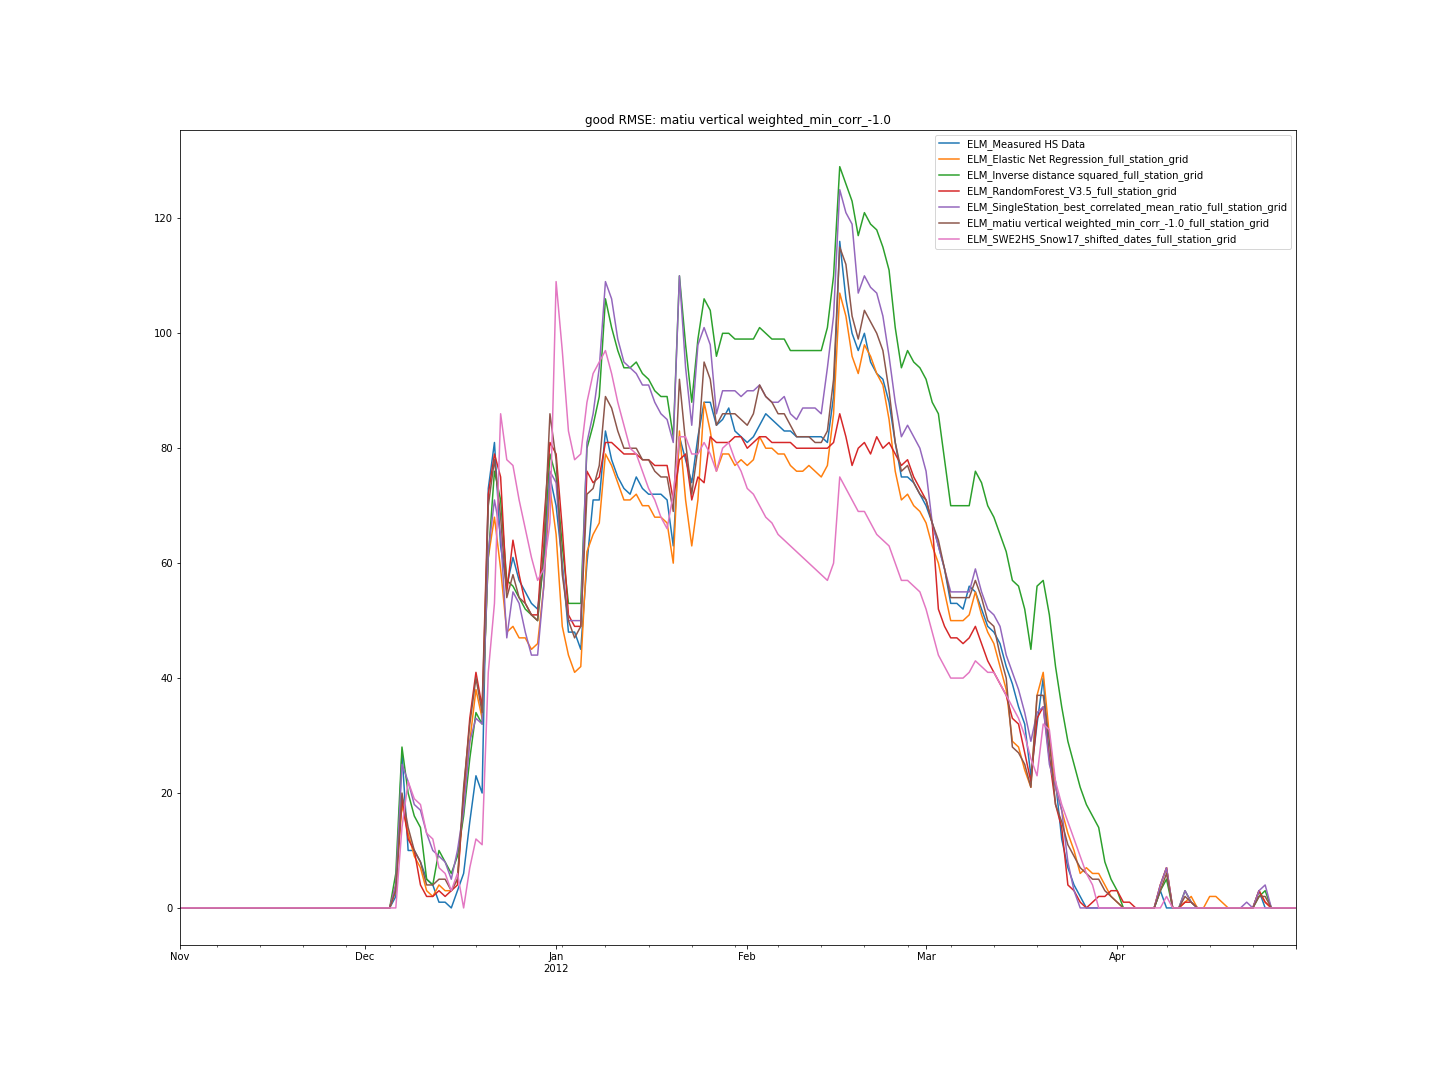 good RMSE: matiu vertical weighted_min_corr_-1.0
ELM_Measured HS Data
ELM_Elastic Net Regression_full_station_grid
ELM_Inverse distance squared_full_station_grid
ELM_RandomForest_V3.5_full_station_grid
ELM_SingleStation_best_correlated_mean_ratio_full_station_grid
ELM_matiu vertical weighted_min_corr_-1.0_full_station_grid
ELM_SWE2HS_Snow17_shifted_dates_full_station_grid
120
100
80
60
40
20
0
Nov Dec Jan Feb Mar Apr
2012